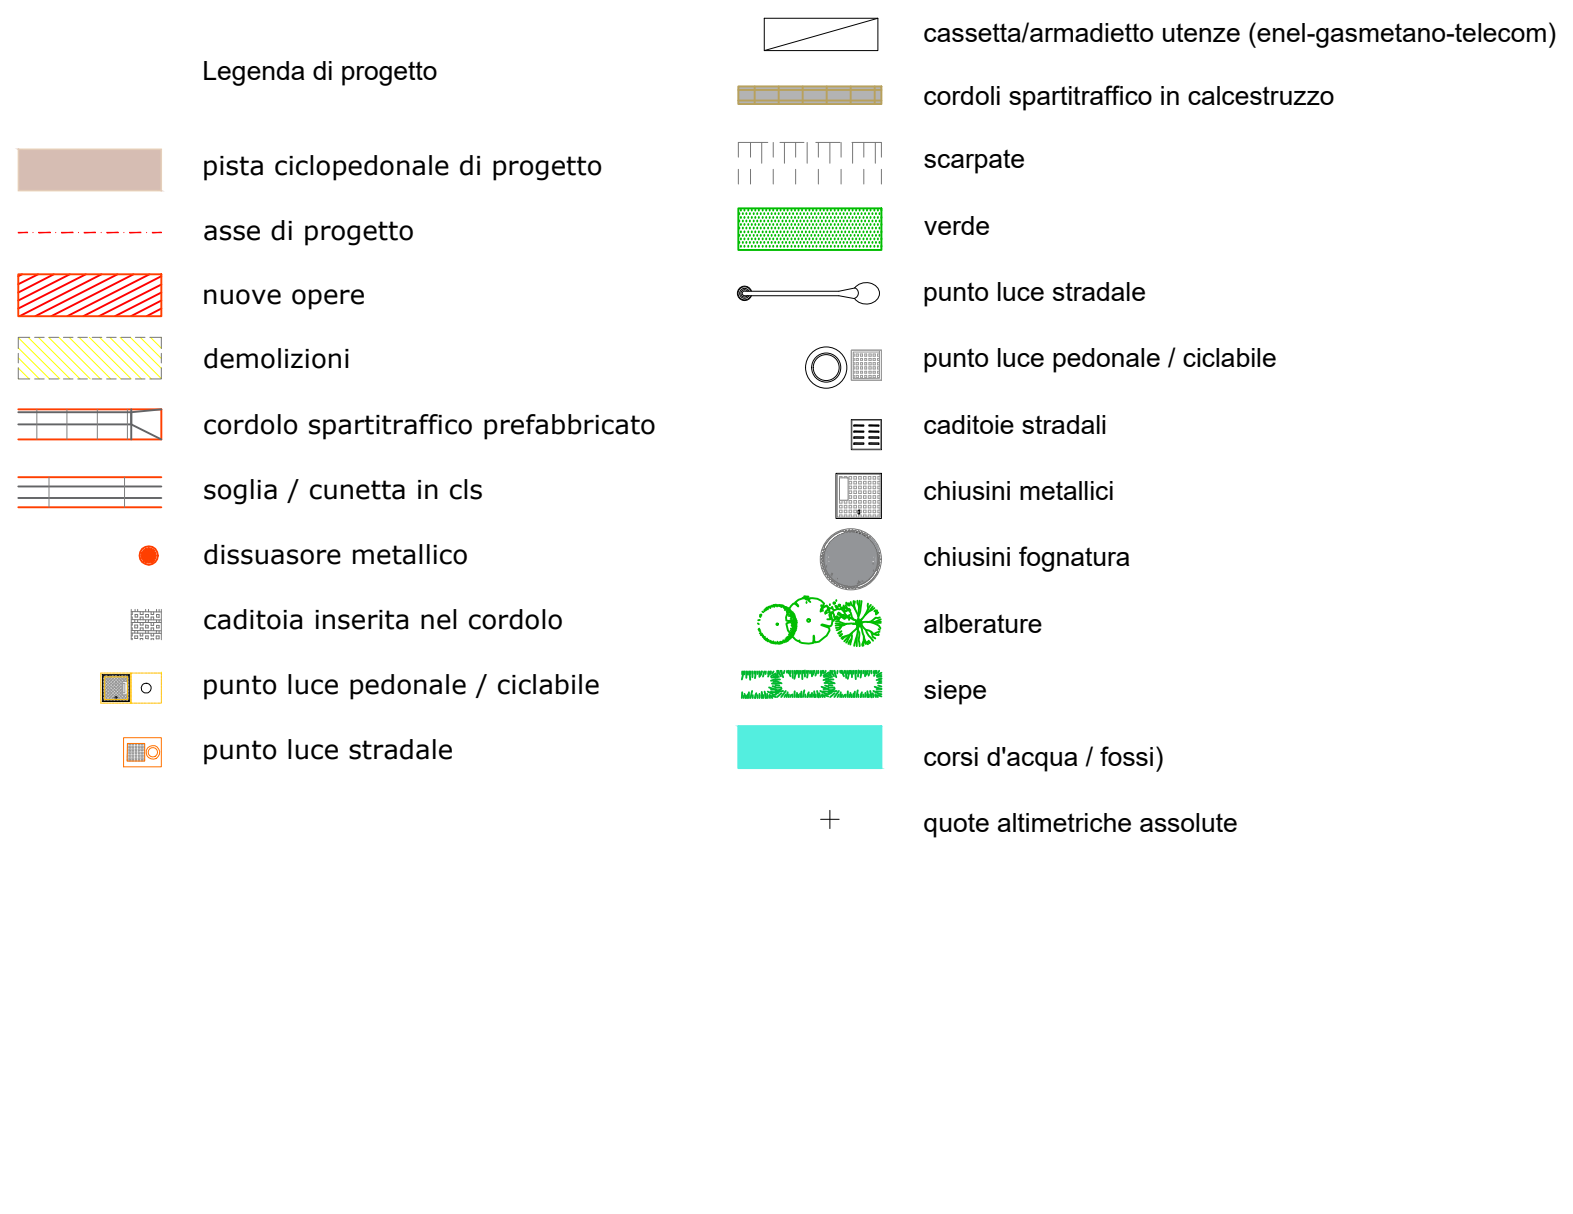 Legenda di progetto
pista ciclopedonale di progetto
asse di progetto
nuove opere
demolizioni
cordolo spartitraffico prefabbricato
soglia / cunetta in cls
dissuasore metallico
caditoia inserita nel cordolo
punto luce pedonale / ciclabile
punto luce stradale
cassetta/armadietto utenze (enel-gasmetano-telecom)
cordoli spartitraffico in calcestruzzo
scarpate
verde
punto luce stradale
punto luce pedonale / ciclabile
caditoie stradali
chiusini metallici
chiusini fognatura
alberature
siepe
corsi d'acqua / fossi)
quote altimetriche assolute